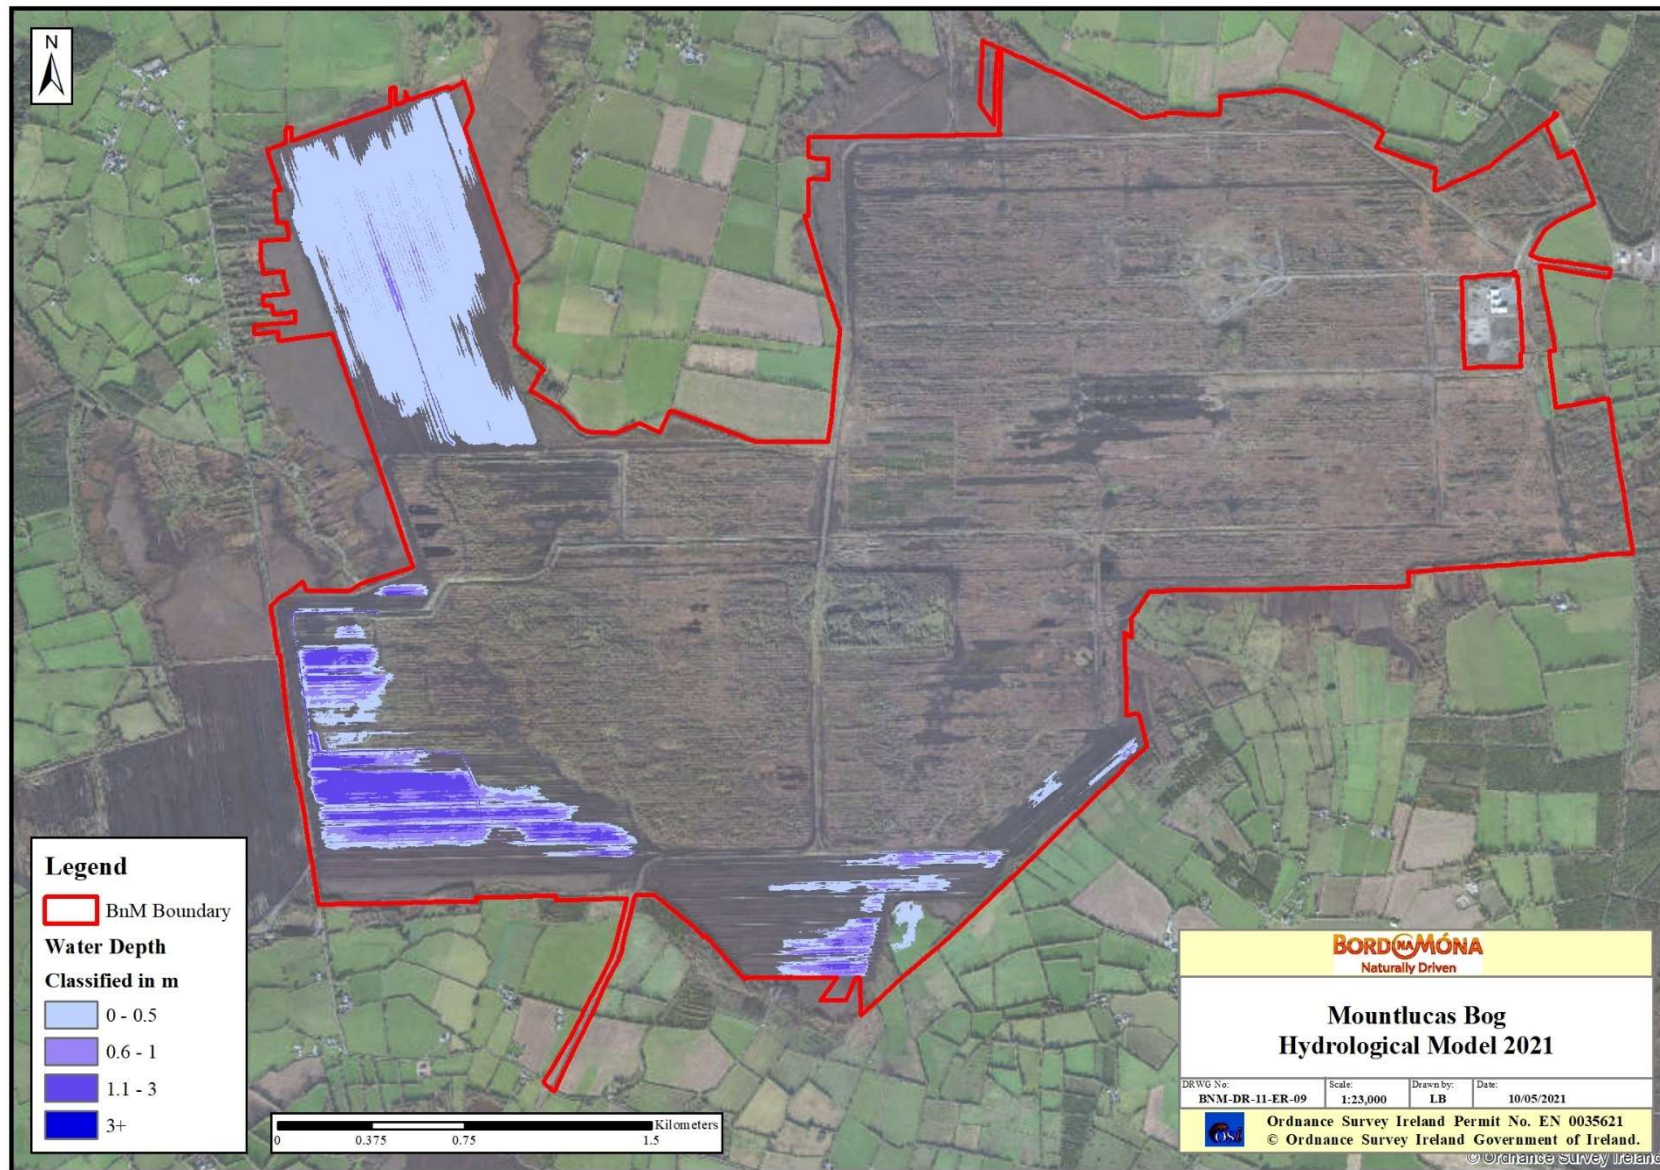 N
Legend
BnM Boundary
Water Depth
Classified in m
0 - 0.5
0.6 - 1
1.1 - 3
3+
Kilometers
0 0.375 0.75 1.5
BORD NA MÓNA
Naturally Driven
Mountlucas Bog
Hydrological Model 2021
DRWG No: Scale: Drawn by: Date:
BNM-DR-11-ER-09 1:23,000 LB 10/05/2021
OSi
Ordnance Survey Ireland Permit No. EN 0035621
© Ordnance Survey Ireland Government of Ireland.
© Ordnance Survey Ireland